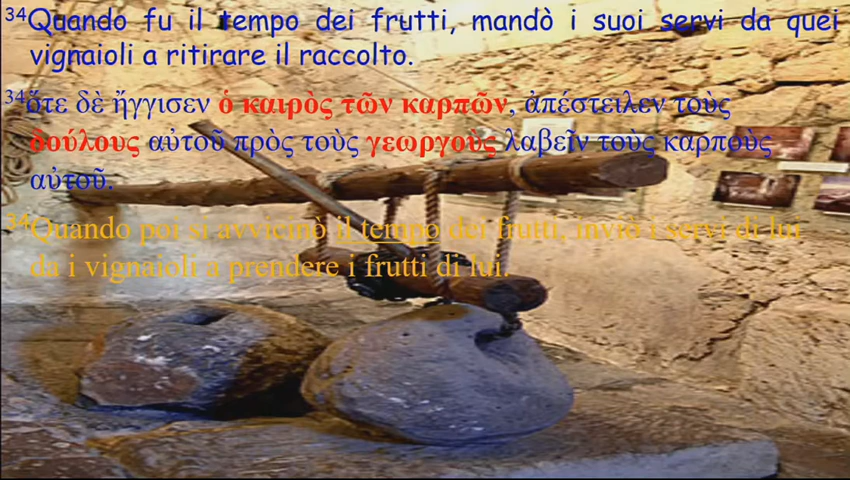 ³⁴Quando fu il tempo dei frutti, mandò i suoi servi da quei
vignaioli a ritirare il raccolto.
³⁴ὅτε δὲ ἤγγισεν ὁ καιρὸς τῶν καρπῶν, ἀπέστειλεν τοὺς
δούλους αὐτοῦ πρὸς τοὺς γεωργοὺς λαβεῖν τοὺς καρποὺς
αὐτοῦ.
³⁴Quando poi si avvicinò il tempo dei frutti, inviò i servi di lui
da i vignaioli a prendere i frutti di lui.